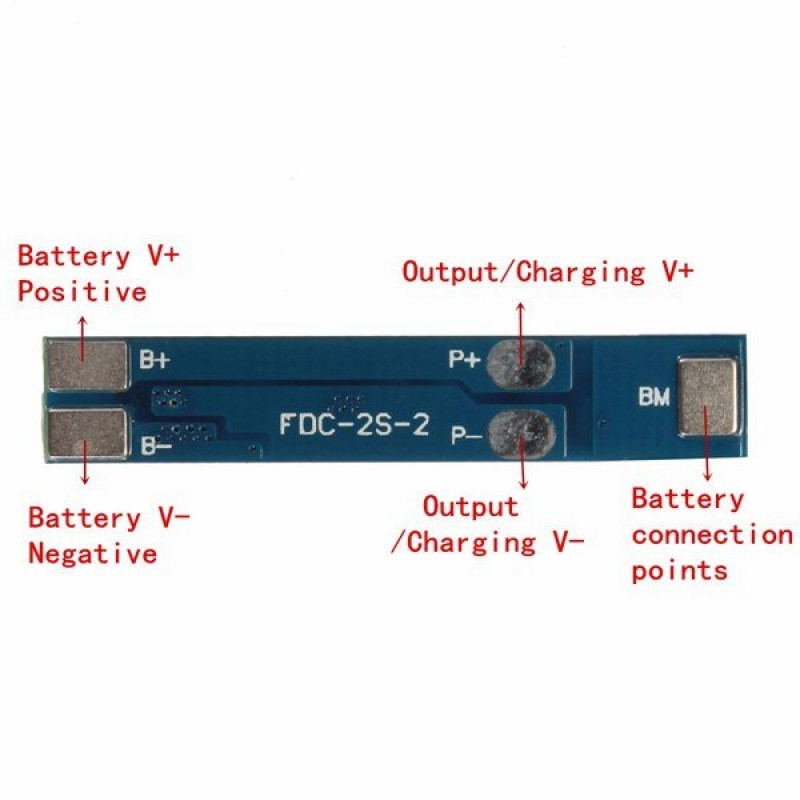 Battery V+
Positive
Output/Charging V+
B+
P+
BM
FDC-2S-2
B-
P-
Battery V-
Negative
Output
/Charging V-
Battery
connection
points